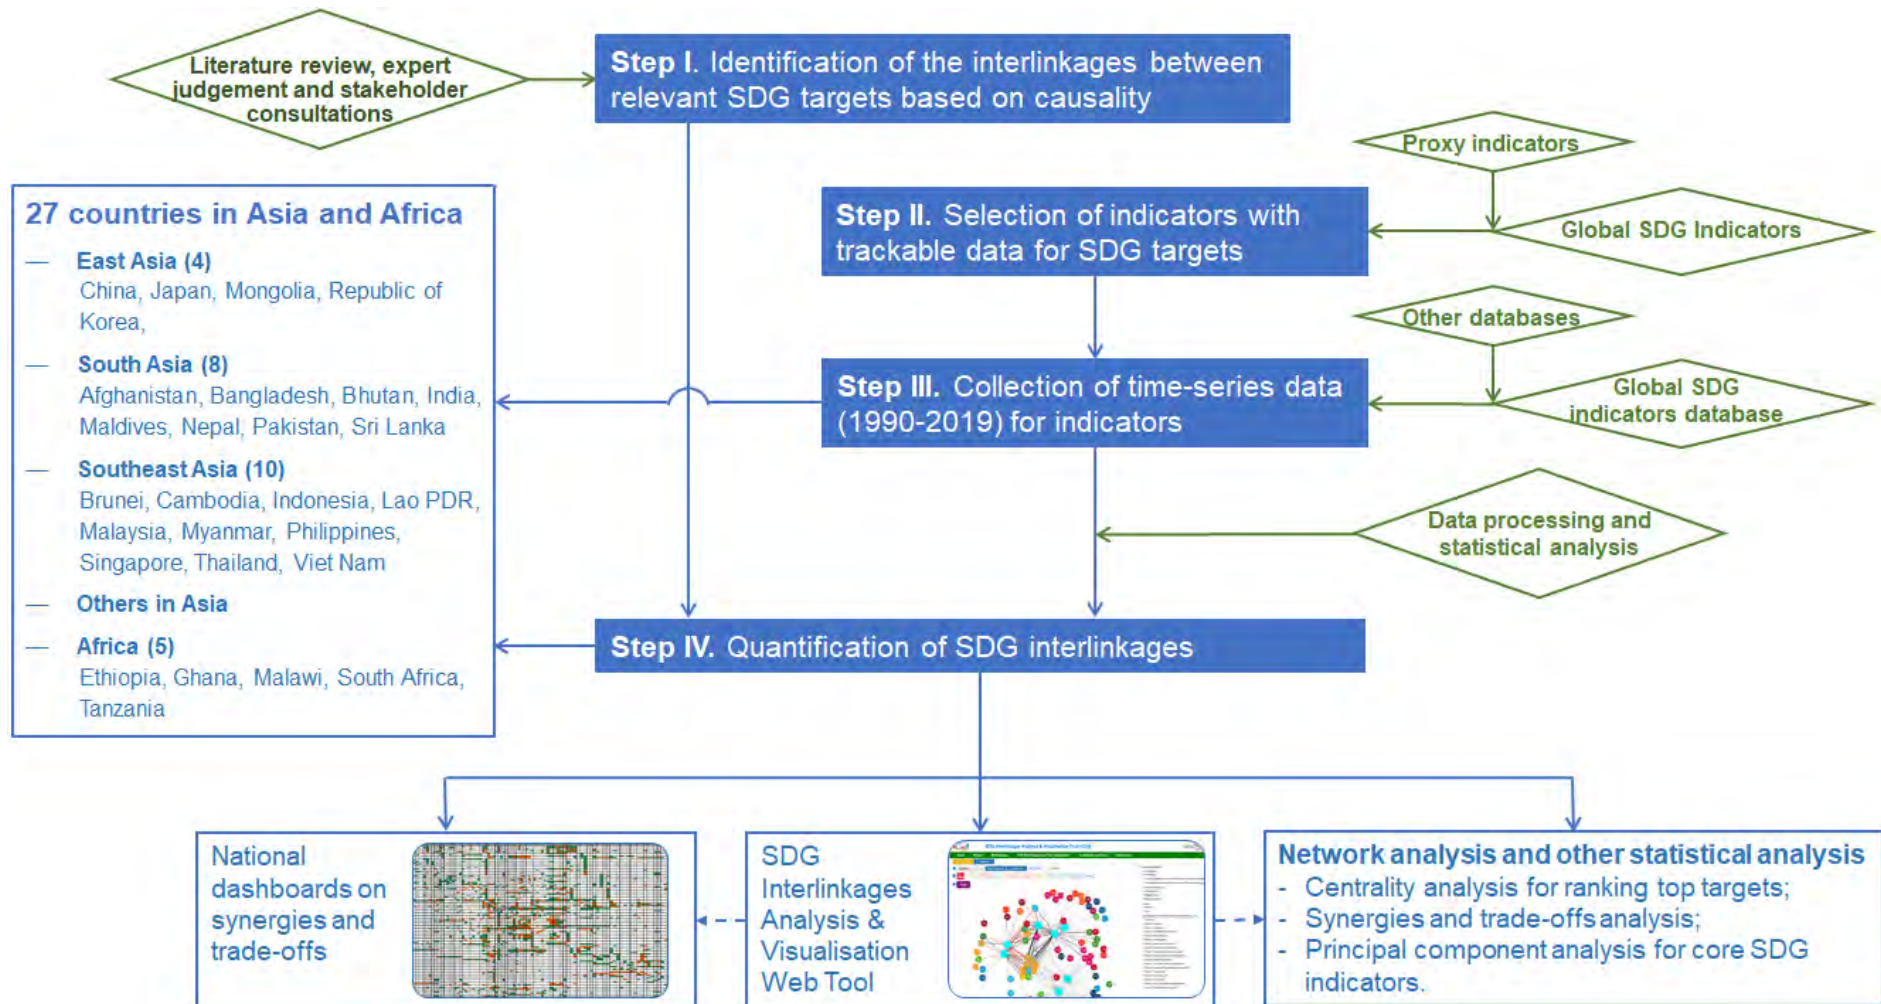 Literature review, expert
judgement and stakeholder
consultations
Step I. Identification of the interlinkages between
relevant SDG targets based on causality
Proxy indicators
Global SDG Indicators
Step II. Selection of indicators with
trackable data for SDG targets
Other databases
Global SDG
indicators database
Step III. Collection of time-series data
(1990-2019) for indicators
Data processing and
statistical analysis
27 countries in Asia and Africa
— East Asia (4)
China, Japan, Mongolia, Republic of
Korea,
— South Asia (8)
Afghanistan, Bangladesh, Bhutan, India,
Maldives, Nepal, Pakistan, Sri Lanka
— Southeast Asia (10)
Brunei, Cambodia, Indonesia, Lao PDR,
Malaysia, Myanmar, Philippines,
Singapore, Thailand, Viet Nam
— Others in Asia
— Africa (5)
Ethiopia, Ghana, Malawi, South Africa,
Tanzania
Step IV. Quantification of SDG interlinkages
National
dashboards on
synergies and
trade-offs
SDG
Interlinkages
Analysis &
Visualisation
Web Tool
Network analysis and other statistical analysis
- Centrality analysis for ranking top targets;
- Synergies and trade-offs analysis;
- Principal component analysis for core SDG
indicators.